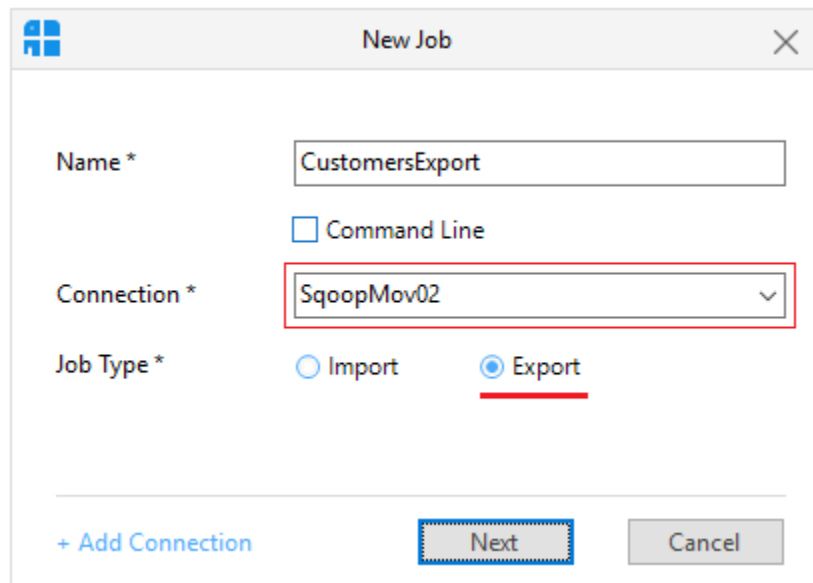 New Job
Name *
CustomersExport
Command Line
Connection *
SqoopMov02
Job Type *
Import
Export
+ Add Connection
Next
Cancel